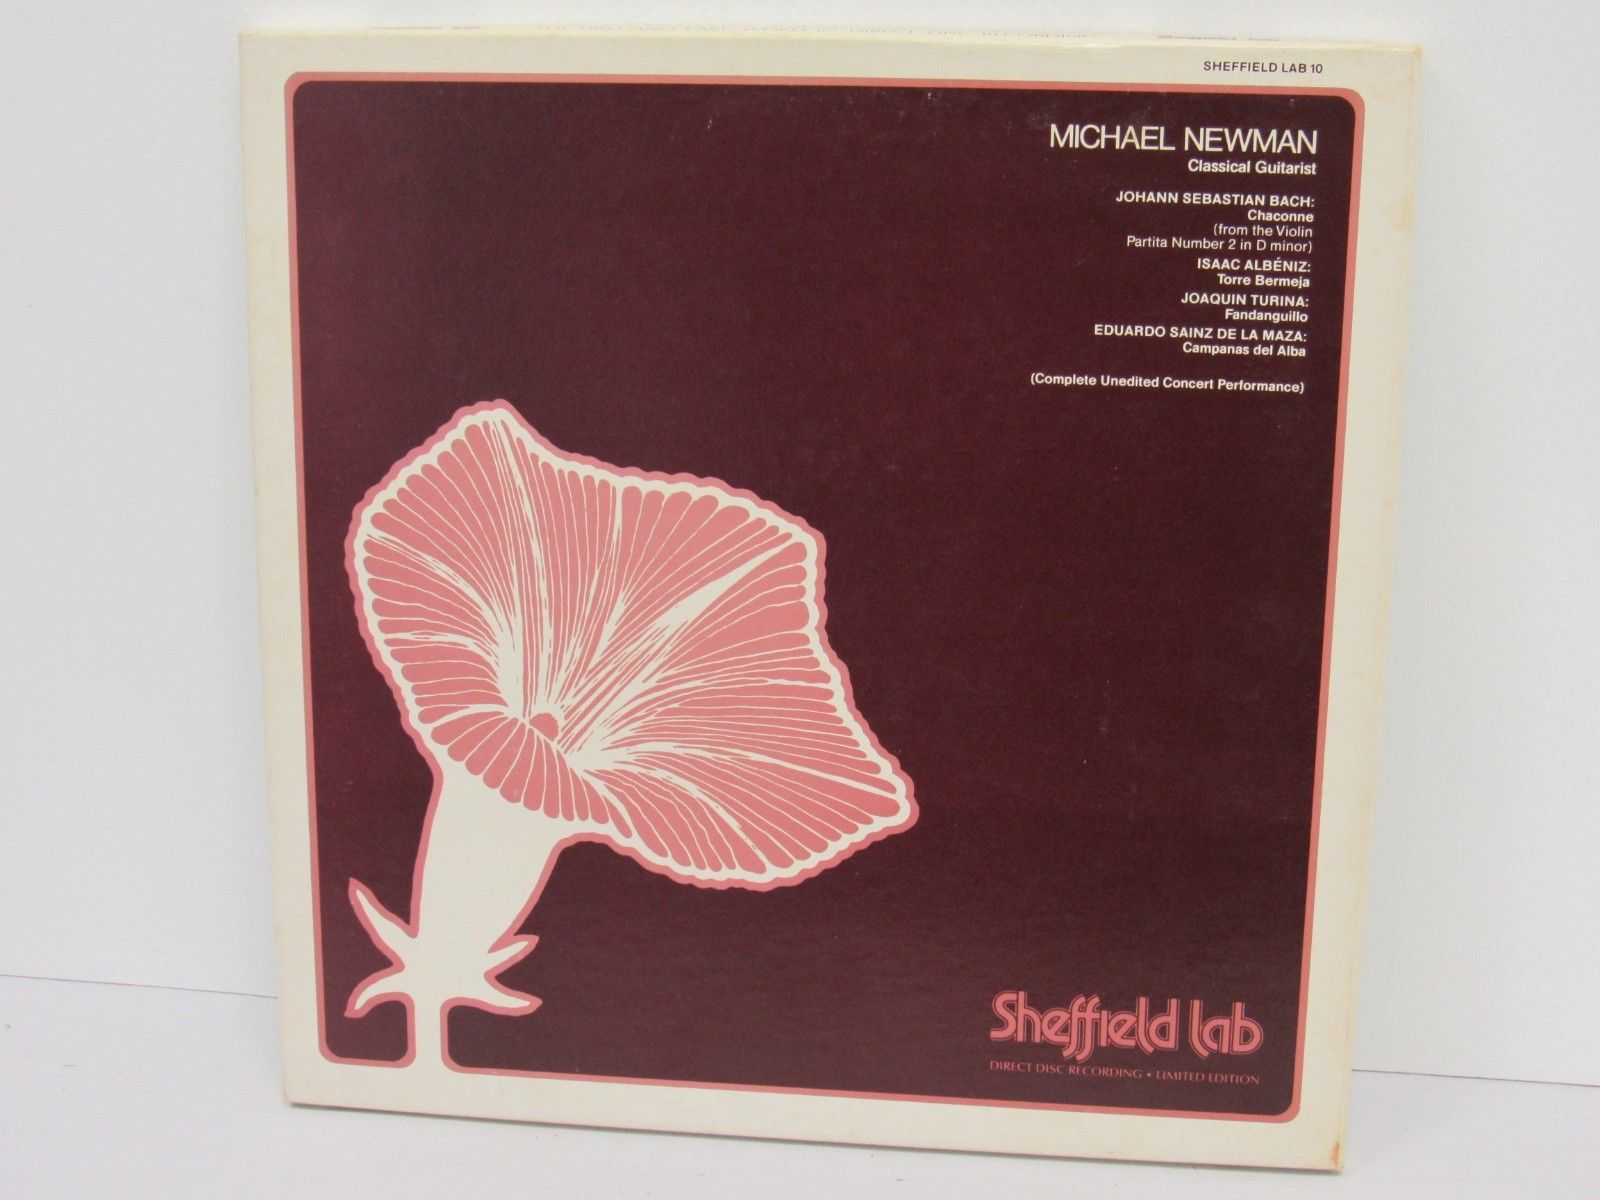 SHEFFIELD LAB 10
MICHAEL NEWMAN
Classical Guitarist
JOHANN SEBASTIAN BACH:
Chaconne
(from the Violin
Partita Number 2 in D minor)
ISAAC ALBÉNIZ:
Torre Bermeja
JOAQUIN TURINA:
Fandanguillo
EDUARDO SAINZ DE LA MAZA:
Campanas del Alba
(Complete Unedited Concert Performance)
Sheffield Lab
DIRECT DISC RECORDING • LIMITED EDITION